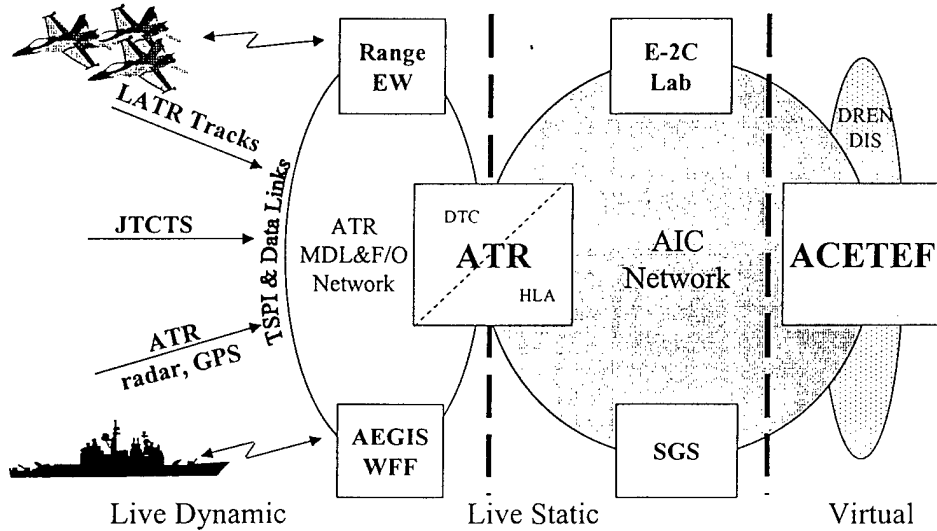 Range
EW
E-2C
Lab
LATR Tracks
DREN
DIS
TSPI & Data Links
JTCTS
ATR
MDL&F/O
Network
DTC
ATR
HLA
AIC
Network
ACETEF
ATR
radar, GPS
AEGIS
WFF
SGS
Live Dynamic
Live Static
Virtual